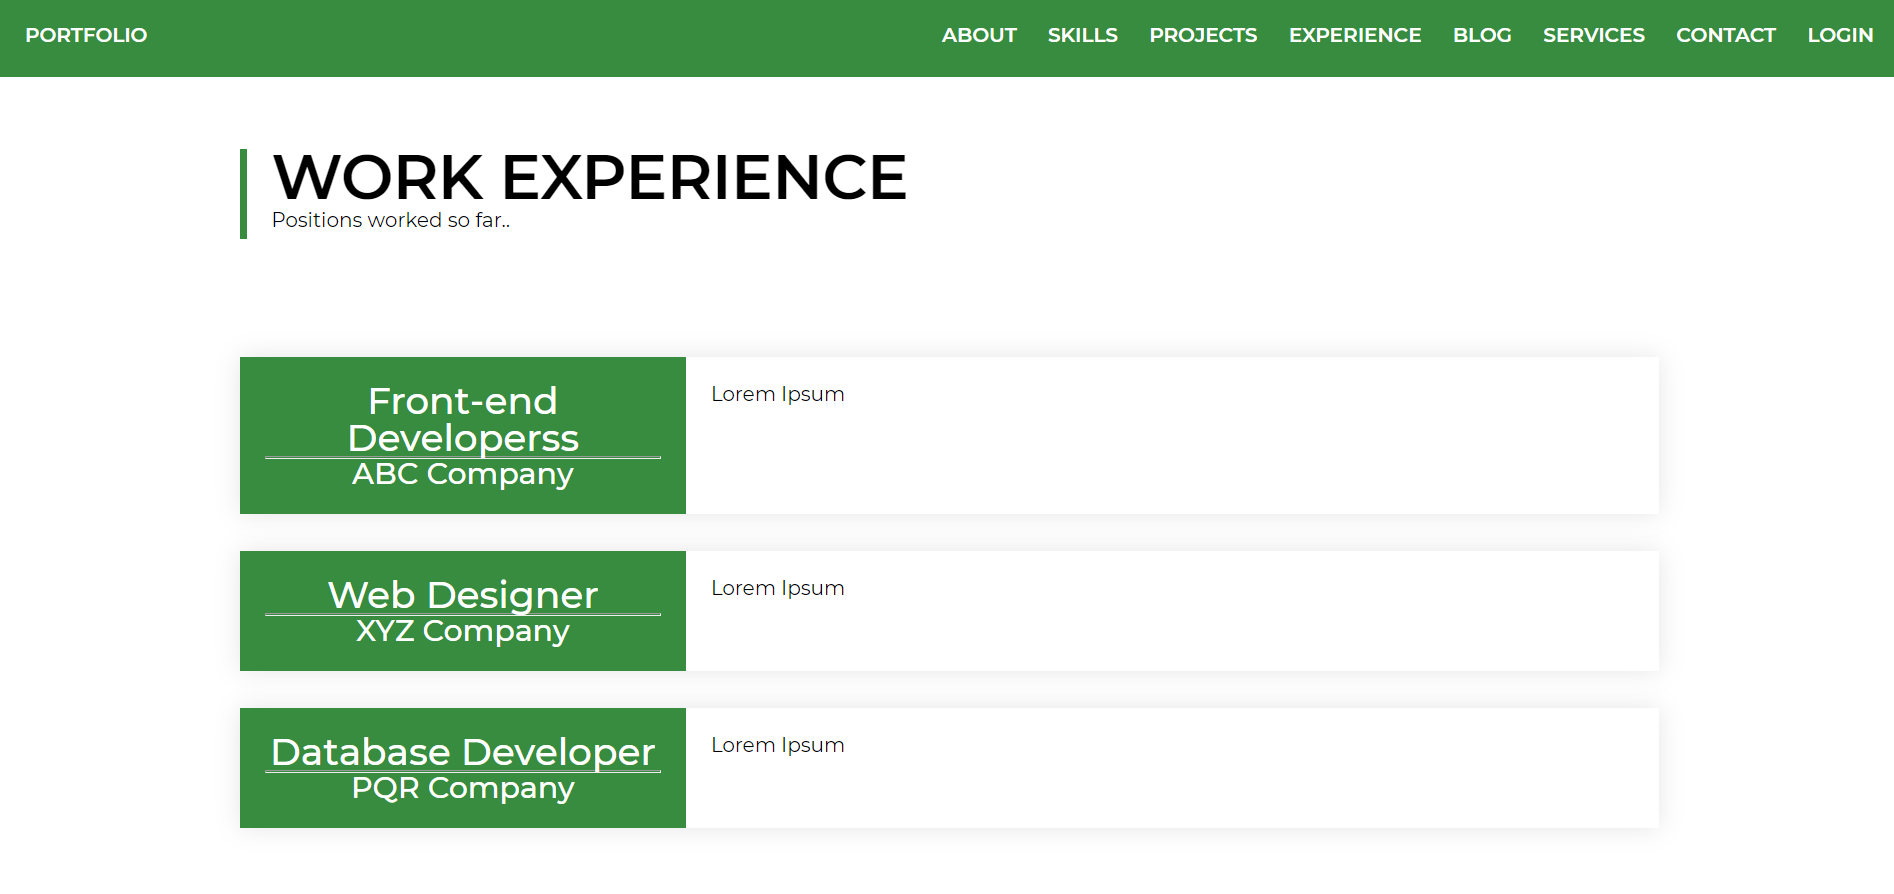 PORTFOLIO ABOUT SKILLS PROJECTS EXPERIENCE BLOG SERVICES CONTACT LOGIN
WORK EXPERIENCE
Positions worked so far..
Front-end
Developerss
ABC Company
Lorem Ipsum
Web Designer
XYZ Company
Lorem Ipsum
Database Developer
PQR Company
Lorem Ipsum